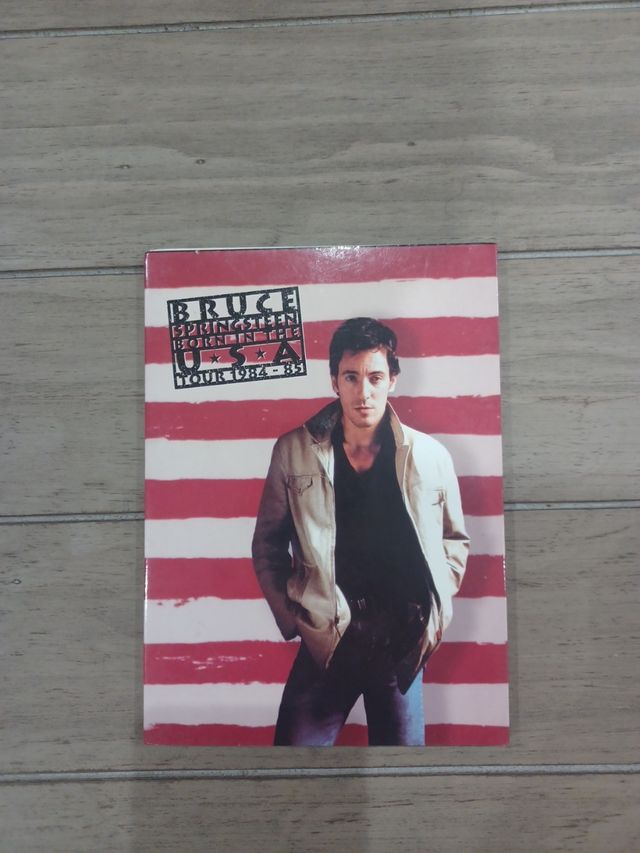 BRUCE
SPRINGSTEEN
BORN IN THE
U★S★A
TOUR 1984-85